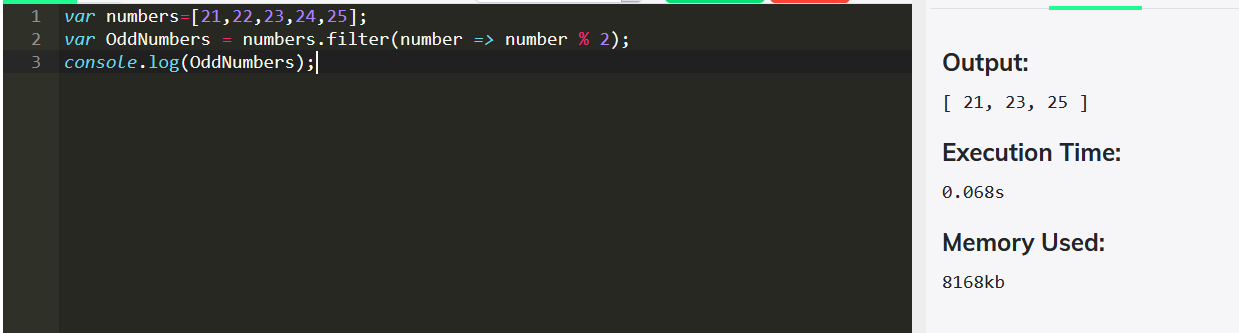 1 var numbers=[21,22,23,24,25];
2 var OddNumbers = numbers.filter(number => number % 2);
3 console.log(OddNumbers);
Output:
[ 21, 23, 25 ]
Execution Time:
0.068s
Memory Used:
8168kb